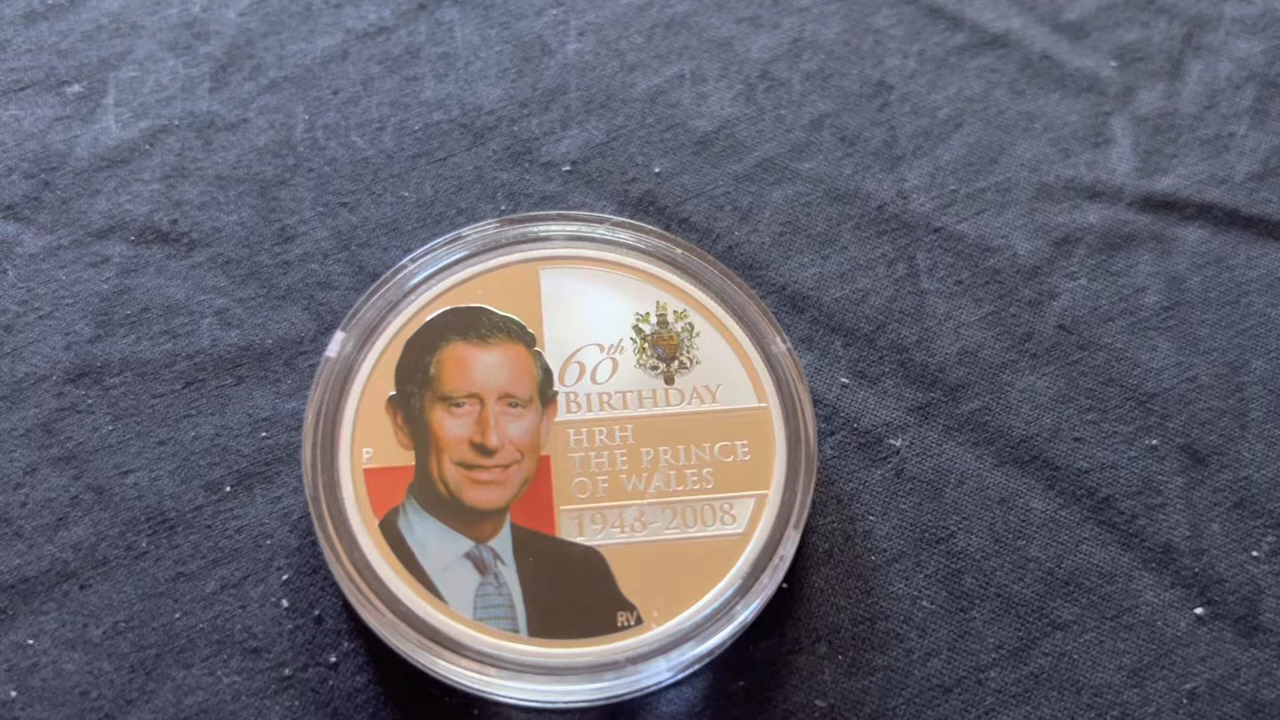 60th
BIRTHDAY
HRH
THE PRINCE
OF WALES
1948-2008
P
RV